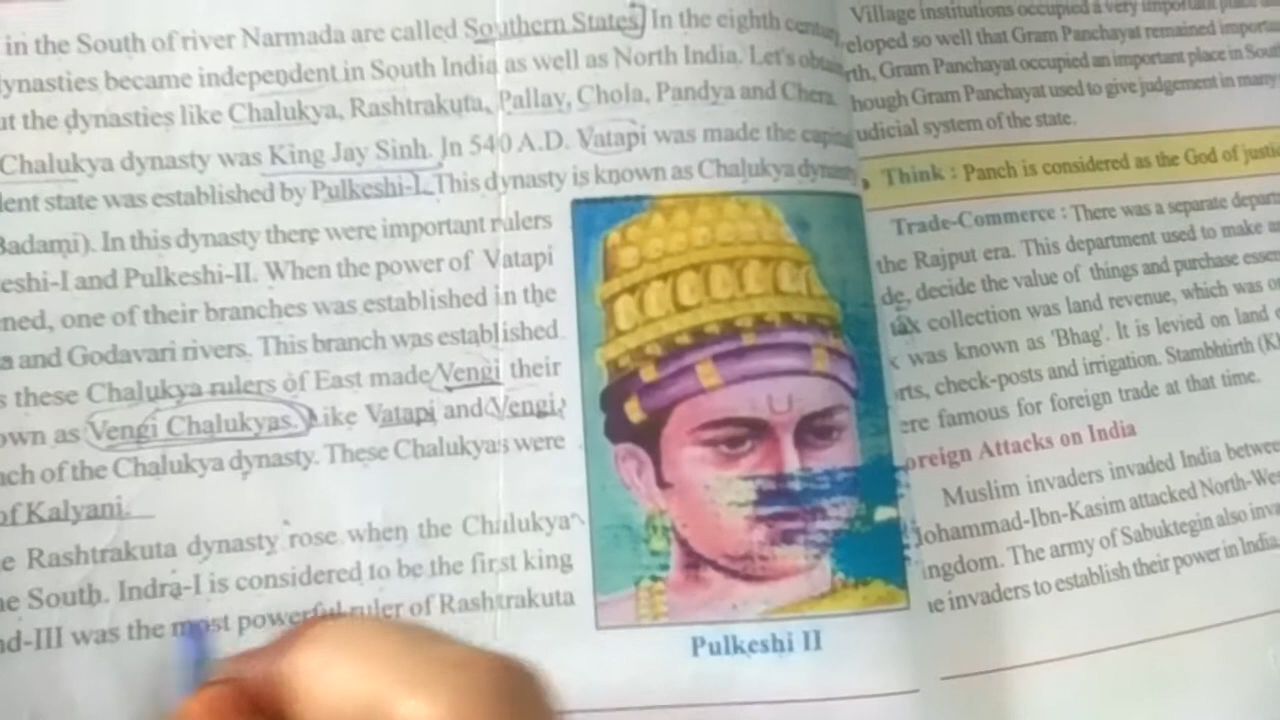 in the South of river Narmada are called Southern States. In the eighth
dynasties became independent in South India as well as North India. Let's obtain
the dynasties like Chalukya, Rashtrakuta, Pallav, Chola, Pandya and Chera.
Chalukya dynasty was King Jay Sinh. In 540 A.D. Vatapi was made the capital
state was established by Pulkeshi-I. This dynasty is known as Chalukya dynasty
Badami). In this dynasty there were important rulers
eshi-I and Pulkeshi-II. When the power of Vatapi
ned, one of their branches was established in the
a and Godavari rivers. This branch was established
s these Chalukya rulers of East made Vengi their
own as Vengi Chalukyas. Like Vatapi and Vengi,
ch of the Chalukya dynasty. These Chalukyas were
of Kalyani.
e Rashtrakuta dynasty rose when the Chalukya
he South. Indra-I is considered to be the first king
d-III was the most powerful ruler of Rashtrakuta
Pulkeshi II
Village institutions occupied a very important place
eloped so well that Gram Panchayat remained importa
rth, Gram Panchayat occupied an important place in Sout
hough Gram Panchayat used to give judgement in many
udicial system of the state.
Think : Panch is considered as the God of justic
Trade-Commerce : There was a separate depart
the Rajput era. This department used to make a
de, decide the value of things and purchase essen
tax collection was land revenue, which was o
was known as 'Bhag'. It is levied on land
rts, check-posts and irrigation. Stambhtirth (K
ere famous for foreign trade at that time.
oreign Attacks on India
Muslim invaders invaded India betwee
Mohammad-Ibn-Kasim attacked North-We
ingdom. The army of Sabuktegin also inva
e invaders to establish their power in India.